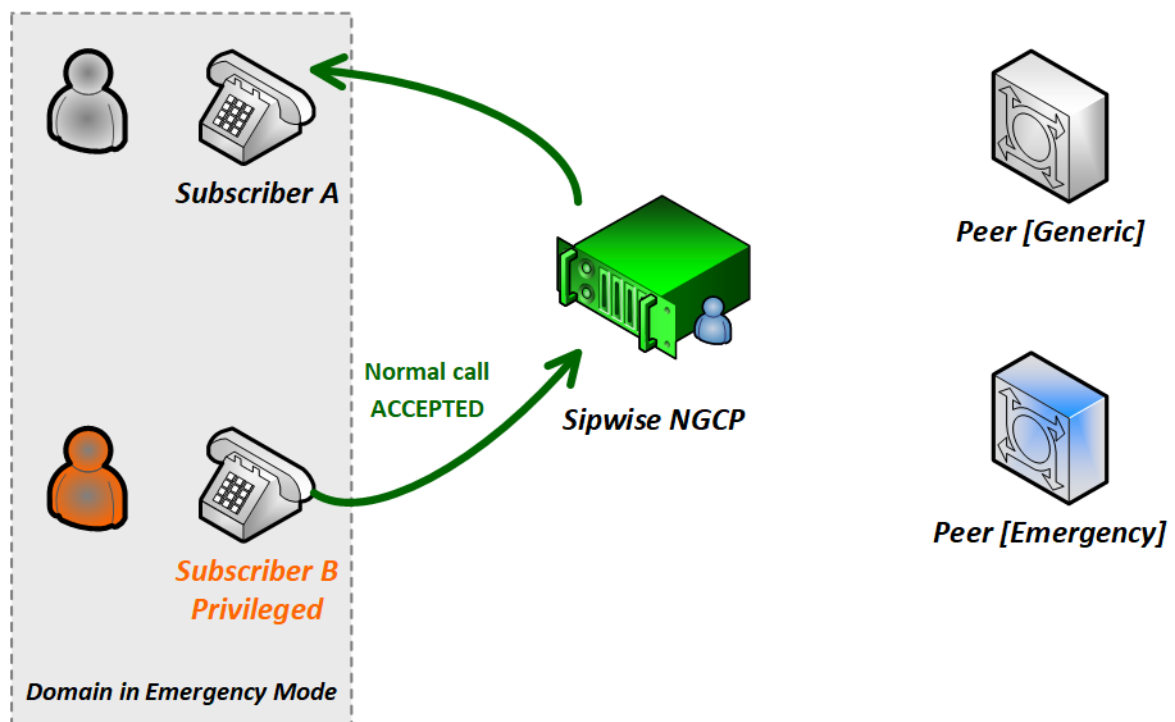 Subscriber A
Peer [Generic]
Normal call
ACCEPTED
Sipwise NGCP
Peer [Emergency]
Subscriber B
Privileged
Domain in Emergency Mode